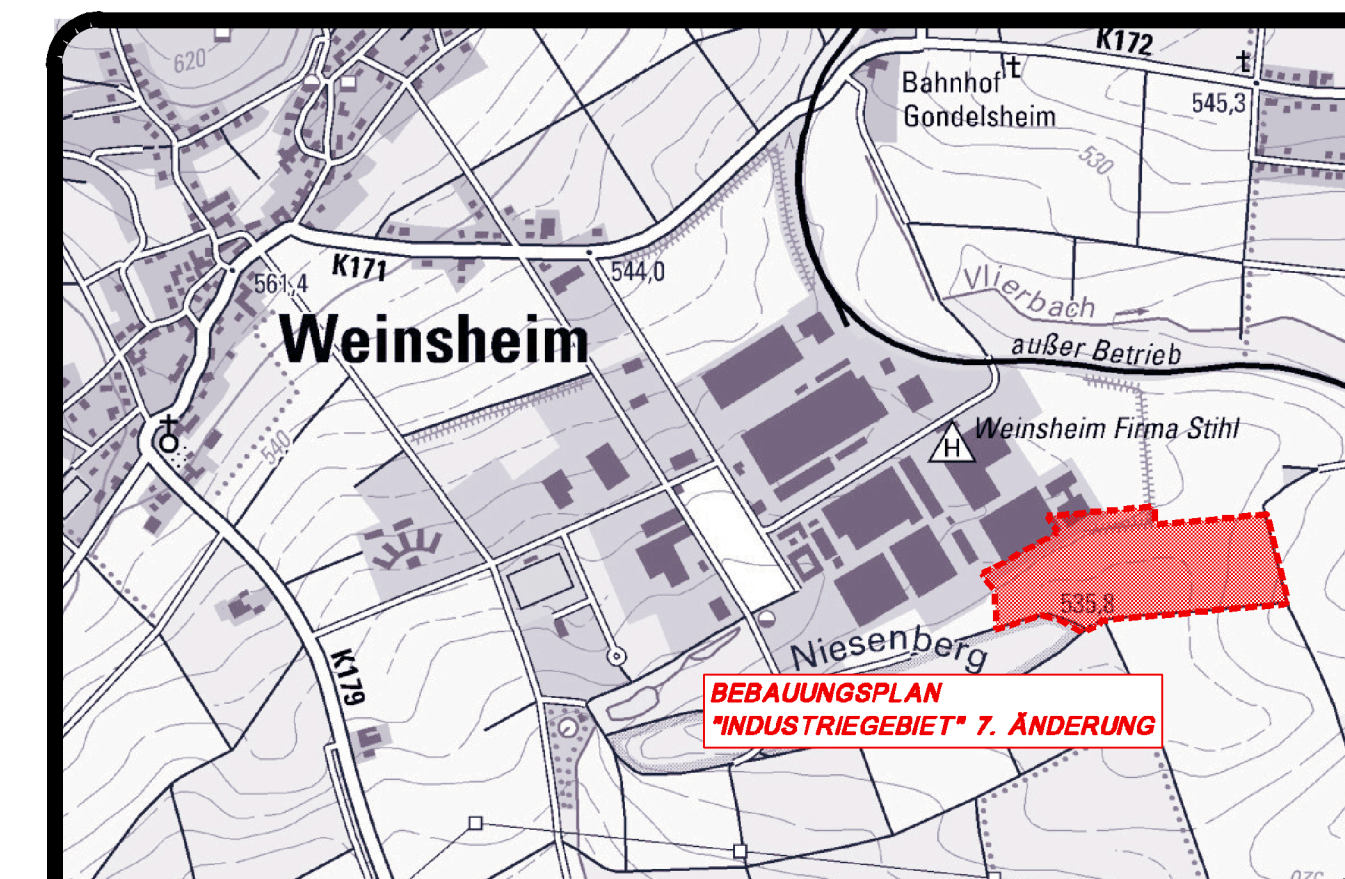 K172
620
Bahnhof
Gondelsheim
545,3
530
K171
544,0
561,4
Vlierbach
Weinsheim
außer Betrieb
Weinsheim Firma Stihl
H
540
535,8
Niesenberg
K179
BEBAUUNGSPLAN
"INDUSTRIEGEBIET" 7. ÄNDERUNG